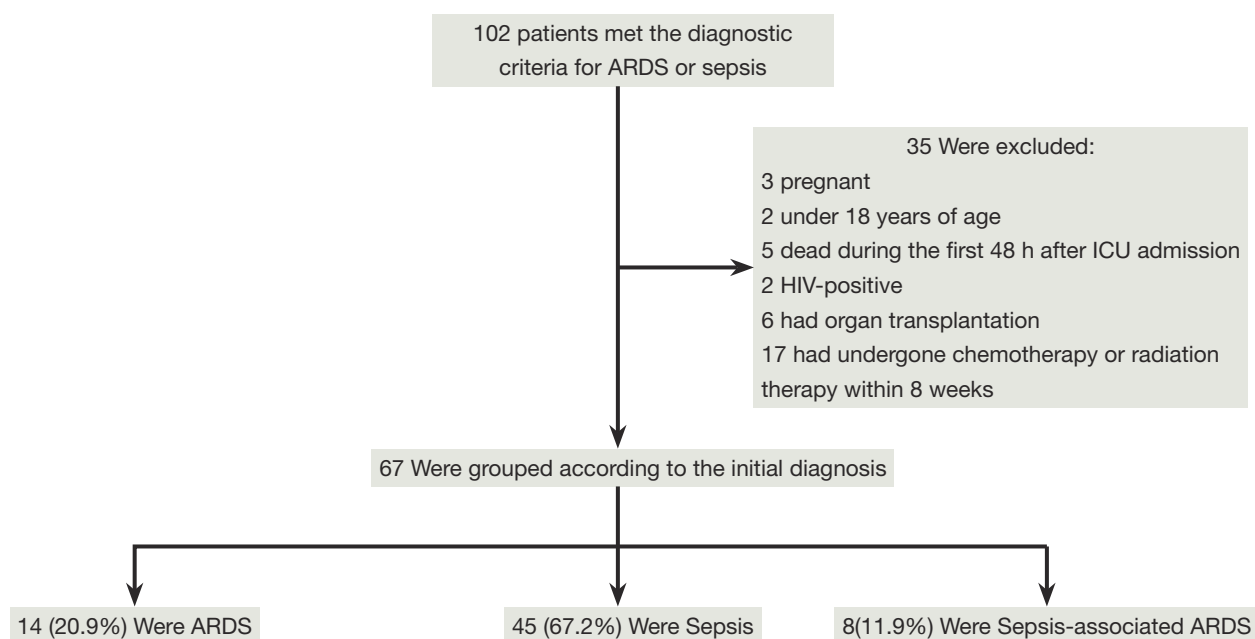 102 patients met the diagnostic
criteria for ARDS or sepsis
35 Were excluded:
3 pregnant
2 under 18 years of age
5 dead during the first 48 h after ICU admission
2 HIV-positive
6 had organ transplantation
17 had undergone chemotherapy or radiation
therapy within 8 weeks
67 Were grouped according to the initial diagnosis
14 (20.9%) Were ARDS
45 (67.2%) Were Sepsis
8(11.9%) Were Sepsis-associated ARDS